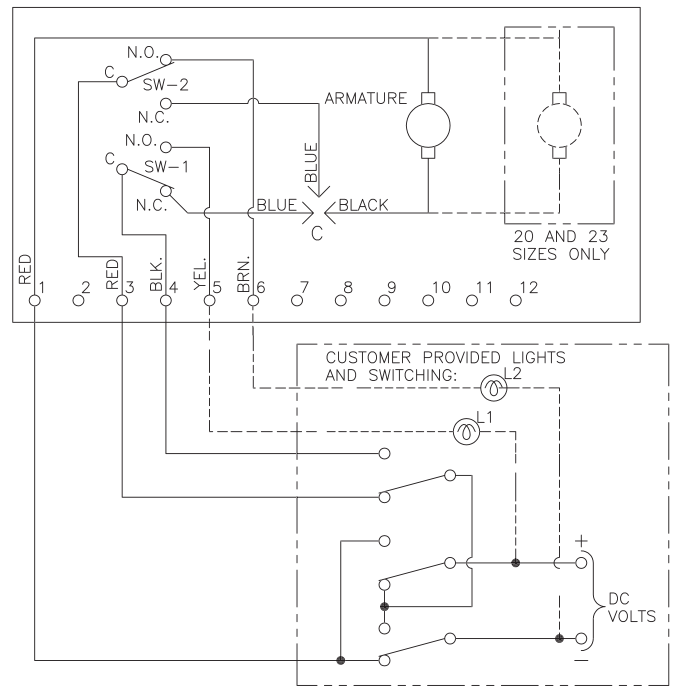 N.O.
C
SW-2
N.C.
ARMATURE
N.O.
C
SW-1
N.C.
BLUE
BLUE
BLACK
C
20 AND 23
SIZES ONLY
RED
RED
BLK.
YEL.
BRN.
1 2 3 4 5 6 7 8 9 10 11 12
CUSTOMER PROVIDED LIGHTS
AND SWITCHING:
L2
L1
+
DC
VOLTS
−